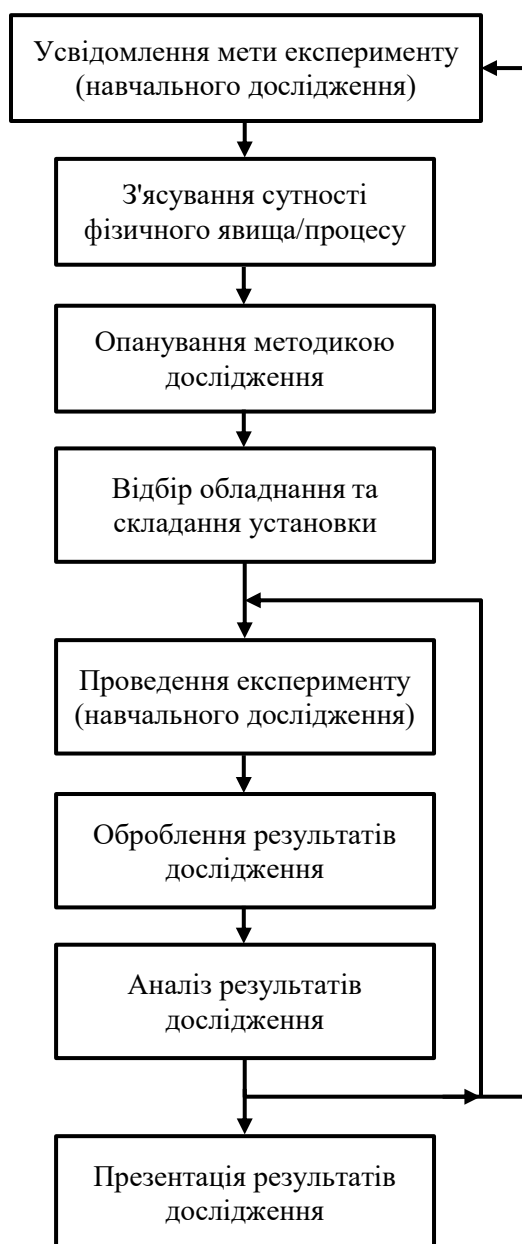 Усвідомлення мети експерименту
(навчального дослідження)
З'ясування сутності
фізичного явища/процесу
Опанування методикою
дослідження
Відбір обладнання та
складання установки
Проведення експерименту
(навчального дослідження)
Оброблення результатів
дослідження
Аналіз результатів
дослідження
Презентація результатів
дослідження